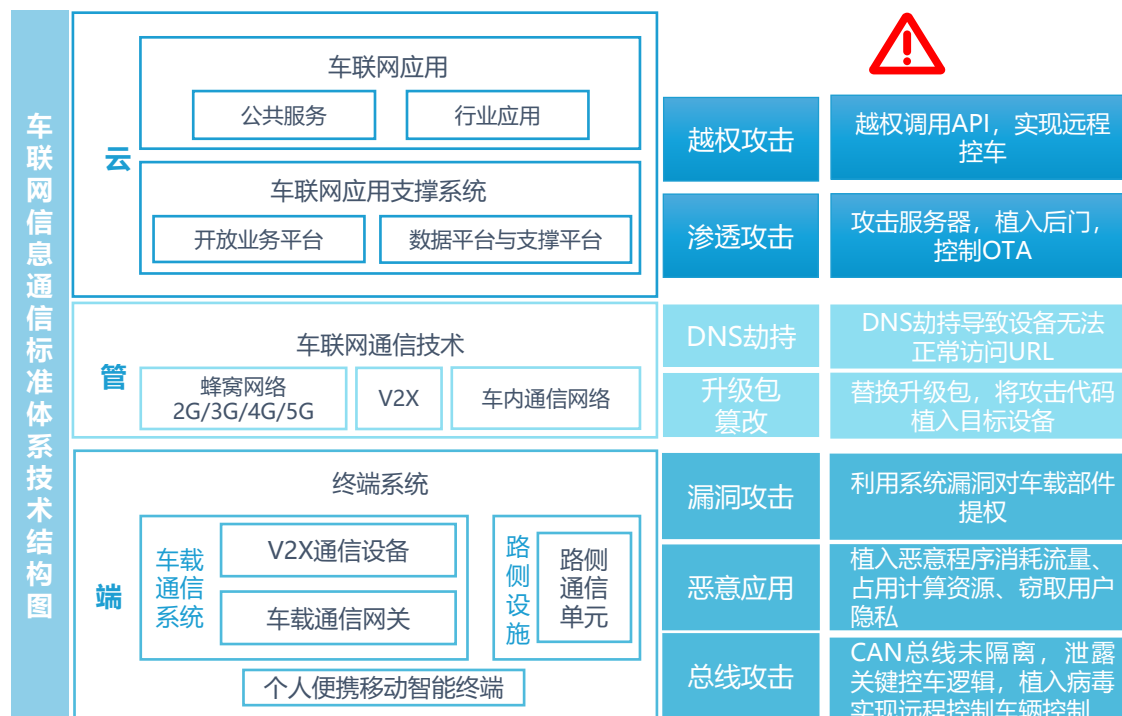 车联网信息通信标准体系技术结构图
云
车联网应用
公共服务
行业应用
车联网应用支撑系统
开放业务平台
数据平台与支撑平台
越权攻击
越权调用API，实现远程
控车
渗透攻击
攻击服务器，植入后门，
控制OTA
管
车联网通信技术
蜂窝网络
2G/3G/4G/5G
V2X
车内通信网络
DNS劫持
DNS劫持导致设备无法
正常访问URL
升级包
篡改
替换升级包，将攻击代码
植入目标设备
端
终端系统
车载
通信
系统
V2X通信设备
车载通信网关
路侧设施
路侧
通信
单元
个人便携移动智能终端
漏洞攻击
利用系统漏洞对车载部件
提权
恶意应用
植入恶意程序消耗流量、
占用计算资源、窃取用户
隐私
总线攻击
CAN总线未隔离，泄露
关键控车逻辑，植入病毒
实现远程控制车辆控制